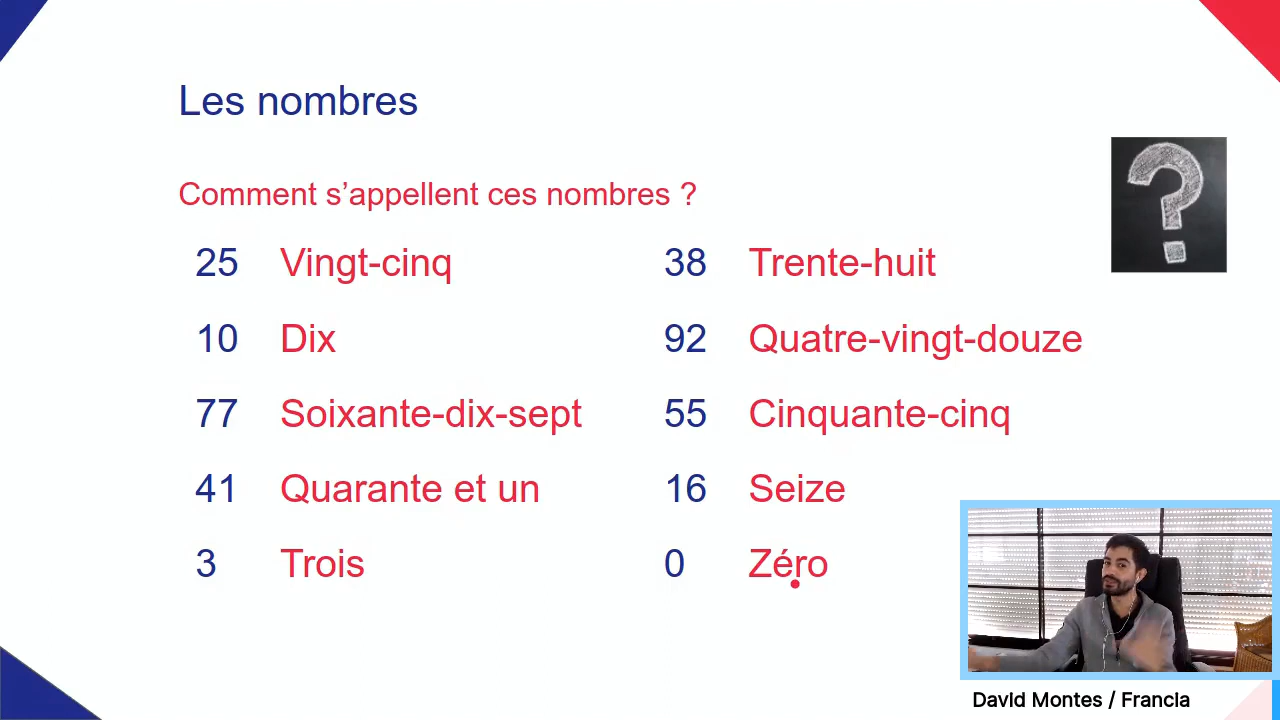 Les nombres
Comment s’appellent ces nombres ?
25 Vingt-cinq 38 Trente-huit
10 Dix 92 Quatre-vingt-douze
77 Soixante-dix-sept 55 Cinquante-cinq
41 Quarante et un 16 Seize
3 Trois 0 Zéro
David Montes / Francia